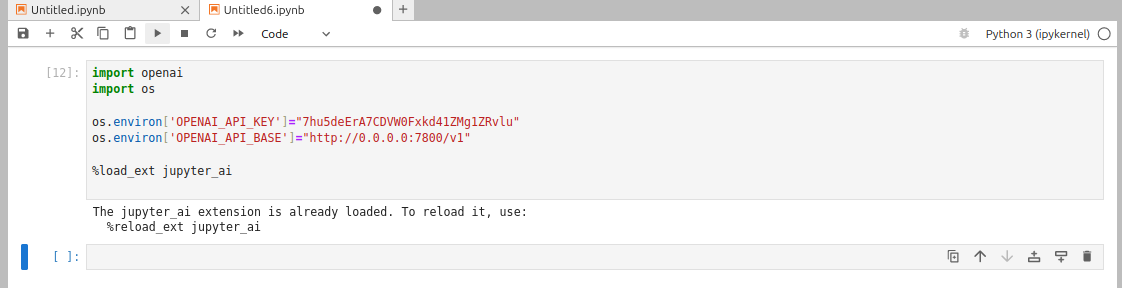 Untitled.ipynb
Untitled6.ipynb
Code
Python 3 (ipykernel)
[12]:
import openai
import os
os.environ['OPENAI_API_KEY']="7hu5deErA7CDVW0Fxkd41ZMg1ZRvlu"
os.environ['OPENAI_API_BASE']="http://0.0.0.0:7800/v1"
%load_ext jupyter_ai
The jupyter_ai extension is already loaded. To reload it, use:
%reload_ext jupyter_ai
[ ]: